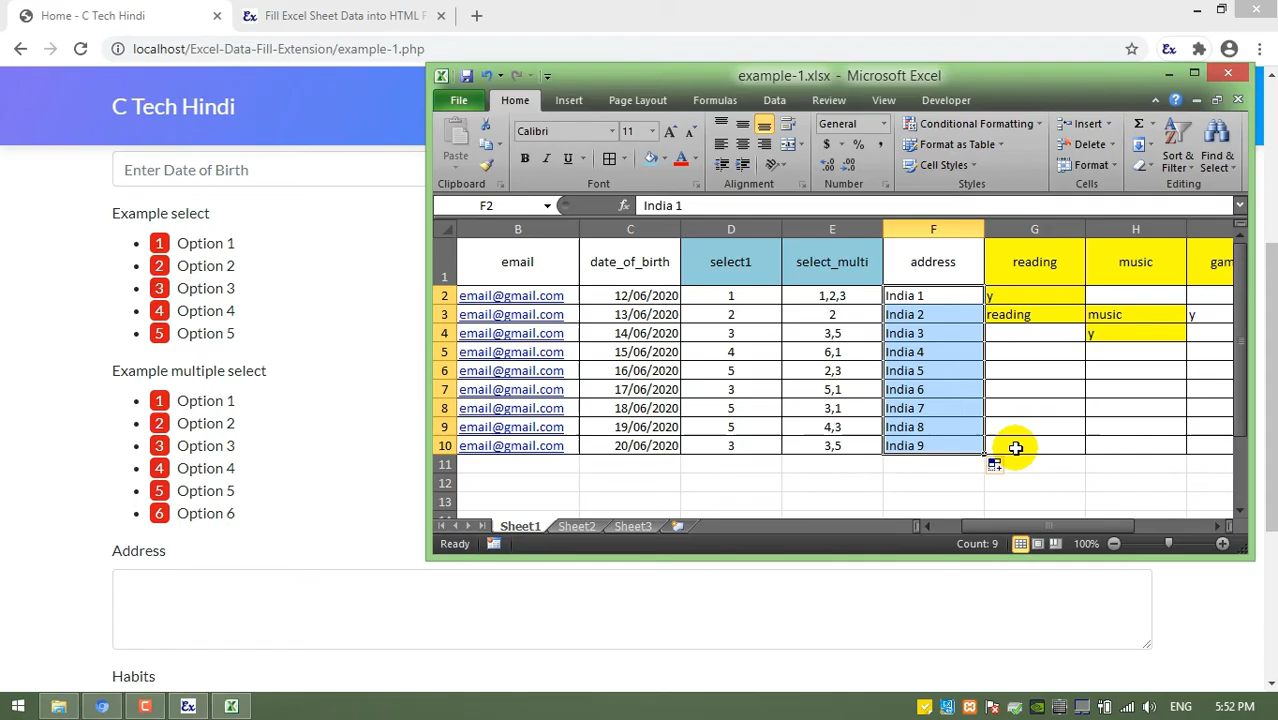 Home - C Tech Hindi
Fill Excel Sheet Data into HTML F
localhost/Excel-Data-Fill-Extension/example-1.php
C Tech Hindi
Enter Date of Birth
Example select
1 Option 1
2 Option 2
3 Option 3
4 Option 4
5 Option 5
Example multiple select
1 Option 1
2 Option 2
3 Option 3
4 Option 4
5 Option 5
6 Option 6
Address
Habits
example-1.xlsx - Microsoft Excel
File Home Insert Page Layout Formulas Data Review View Developer
Paste
Calibri 11
B I U
General
$ % ,
Conditional Formatting
Format as Table
Cell Styles
Insert
Delete
Format
Sort & Filter
Find & Select
Clipboard Font Alignment Number Styles Cells Editing
F2 fx India 1
B C D E F G H
1 email date_of_birth select1 select_multi address reading music gam
2 email@gmail.com 12/06/2020 1 1,2,3 India 1 y
3 email@gmail.com 13/06/2020 2 2 India 2 reading music y
4 email@gmail.com 14/06/2020 3 3,5 India 3 y
5 email@gmail.com 15/06/2020 4 6,1 India 4
6 email@gmail.com 16/06/2020 5 2,3 India 5
7 email@gmail.com 17/06/2020 3 5,1 India 6
8 email@gmail.com 18/06/2020 5 3,1 India 7
9 email@gmail.com 19/06/2020 5 4,3 India 8
10 email@gmail.com 20/06/2020 3 3,5 India 9
11
12
13
Sheet1 Sheet2 Sheet3
Ready Count: 9 100%
ENG 5:52 PM